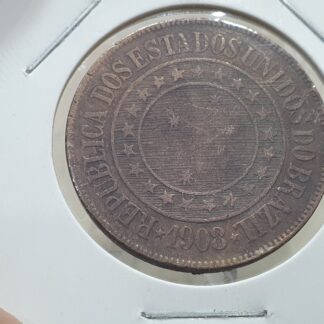 REPUBLICA DOS ESTADOS UNIDOS DO BRAZIL
1908